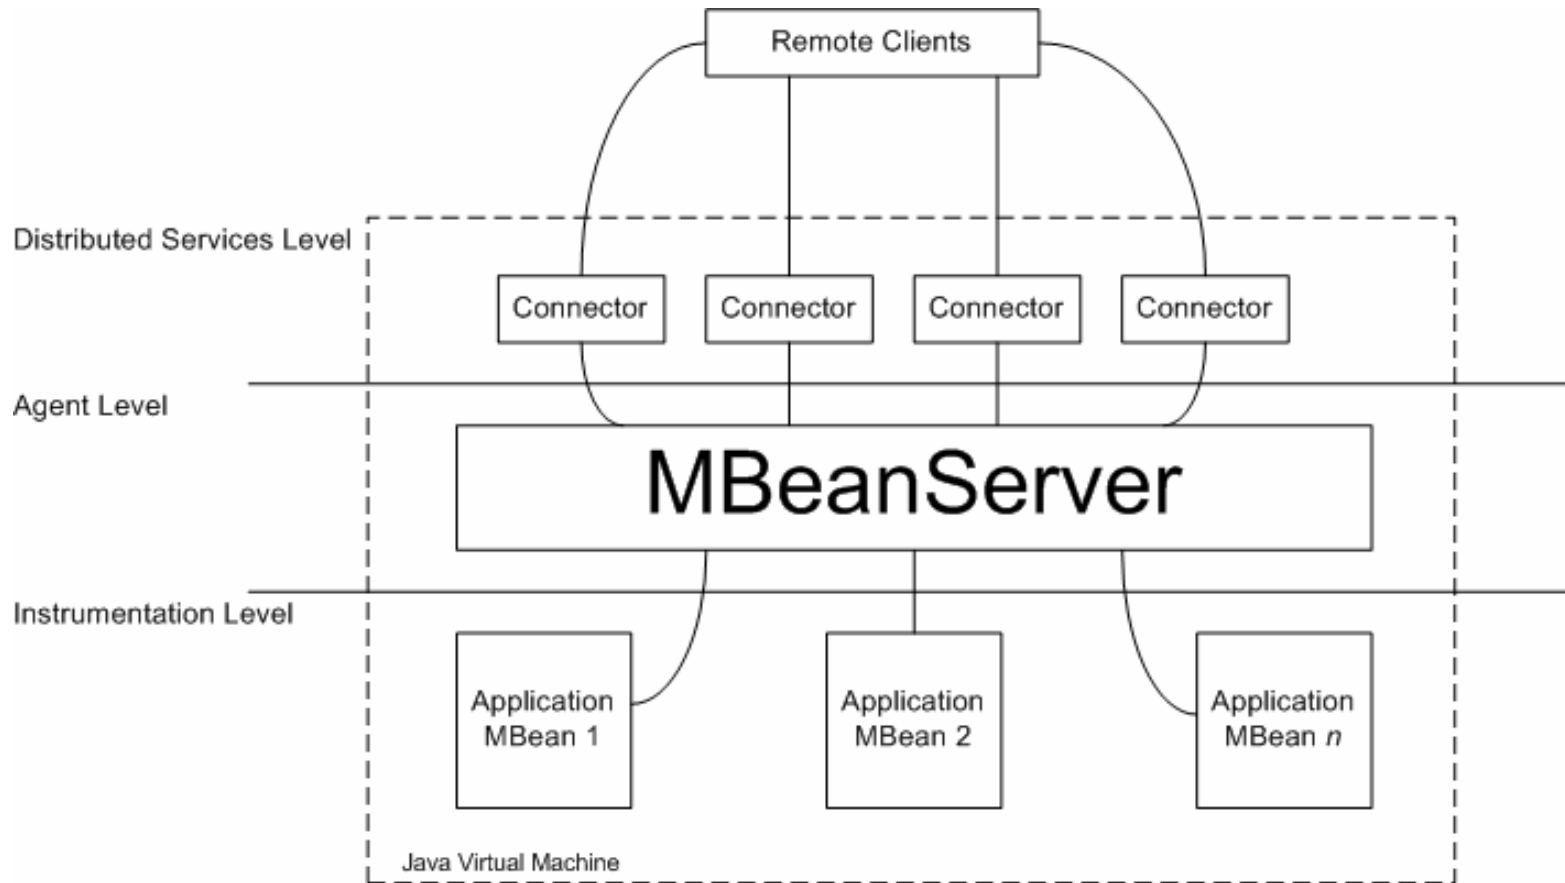 Remote Clients
Distributed Services Level
Connector
Connector
Connector
Connector
Agent Level
MBeanServer
Instrumentation Level
Application
MBean 1
Application
MBean 2
Application
MBean n
Java Virtual Machine